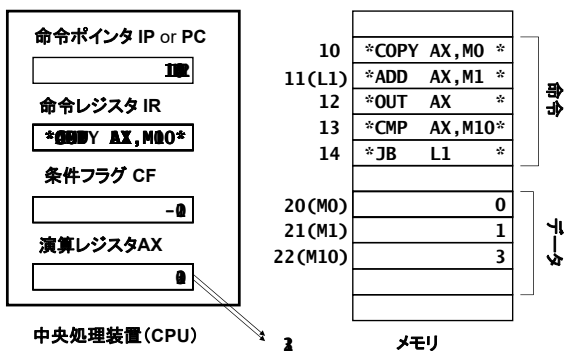 命令ポインタ IP or PC
命令レジスタ IR
条件フラグ CF
演算レジスタAX
中央処理装置(CPU)
10 *COPY AX,M0 *
11(L1) *ADD AX,M1 *
12 *OUT AX *
13 *CMP AX,M10*
14 *JB L1 *
命令
20(M0) 0
21(M1) 1
22(M10) 3
データ
メモリ